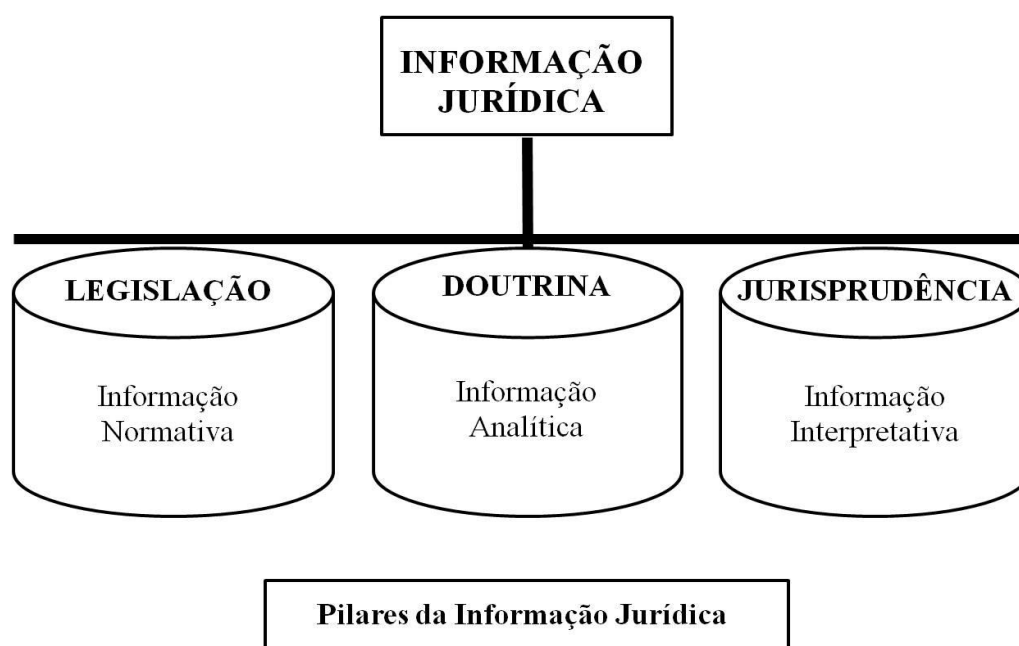 INFORMAÇÃO
JURÍDICA
LEGISLAÇÃO
Informação
Normativa
DOUTRINA
Informação
Analítica
JURISPRUDÊNCIA
Informação
Interpretativa
Pilares da Informação Jurídica